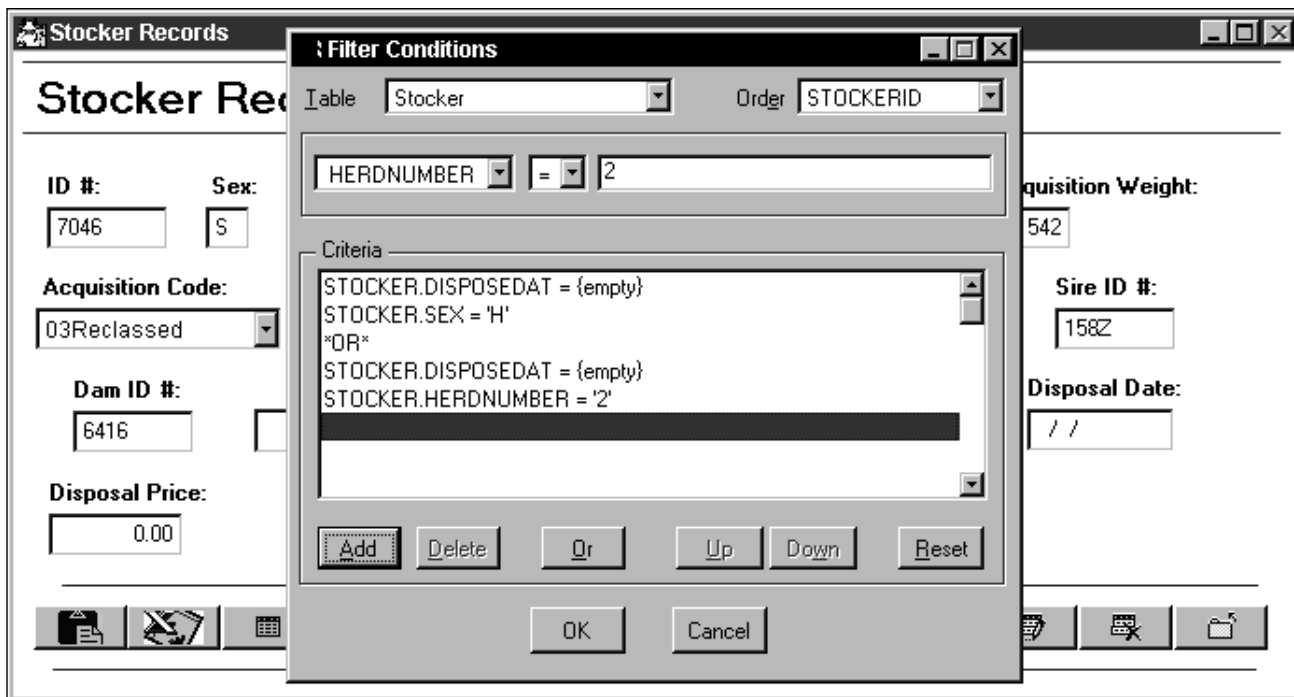 Stocker Records
Filter Conditions
Stocker Rec
Table Stocker Order STOCKERID
HERDNUMBER = 2
ID #: Sex: quisition Weight:
7046 S 542
Criteria
STOCKER.DISPOSEDAT = {empty}
STOCKER.SEX = 'H'
*OR*
STOCKER.DISPOSEDAT = {empty}
STOCKER.HERDNUMBER = '2'
Acquisition Code: Sire ID #:
03Reclassed 158Z
Dam ID #: Disposal Date:
6416 / /
Disposal Price:
0.00
Add Delete Or Up Down Reset
OK Cancel